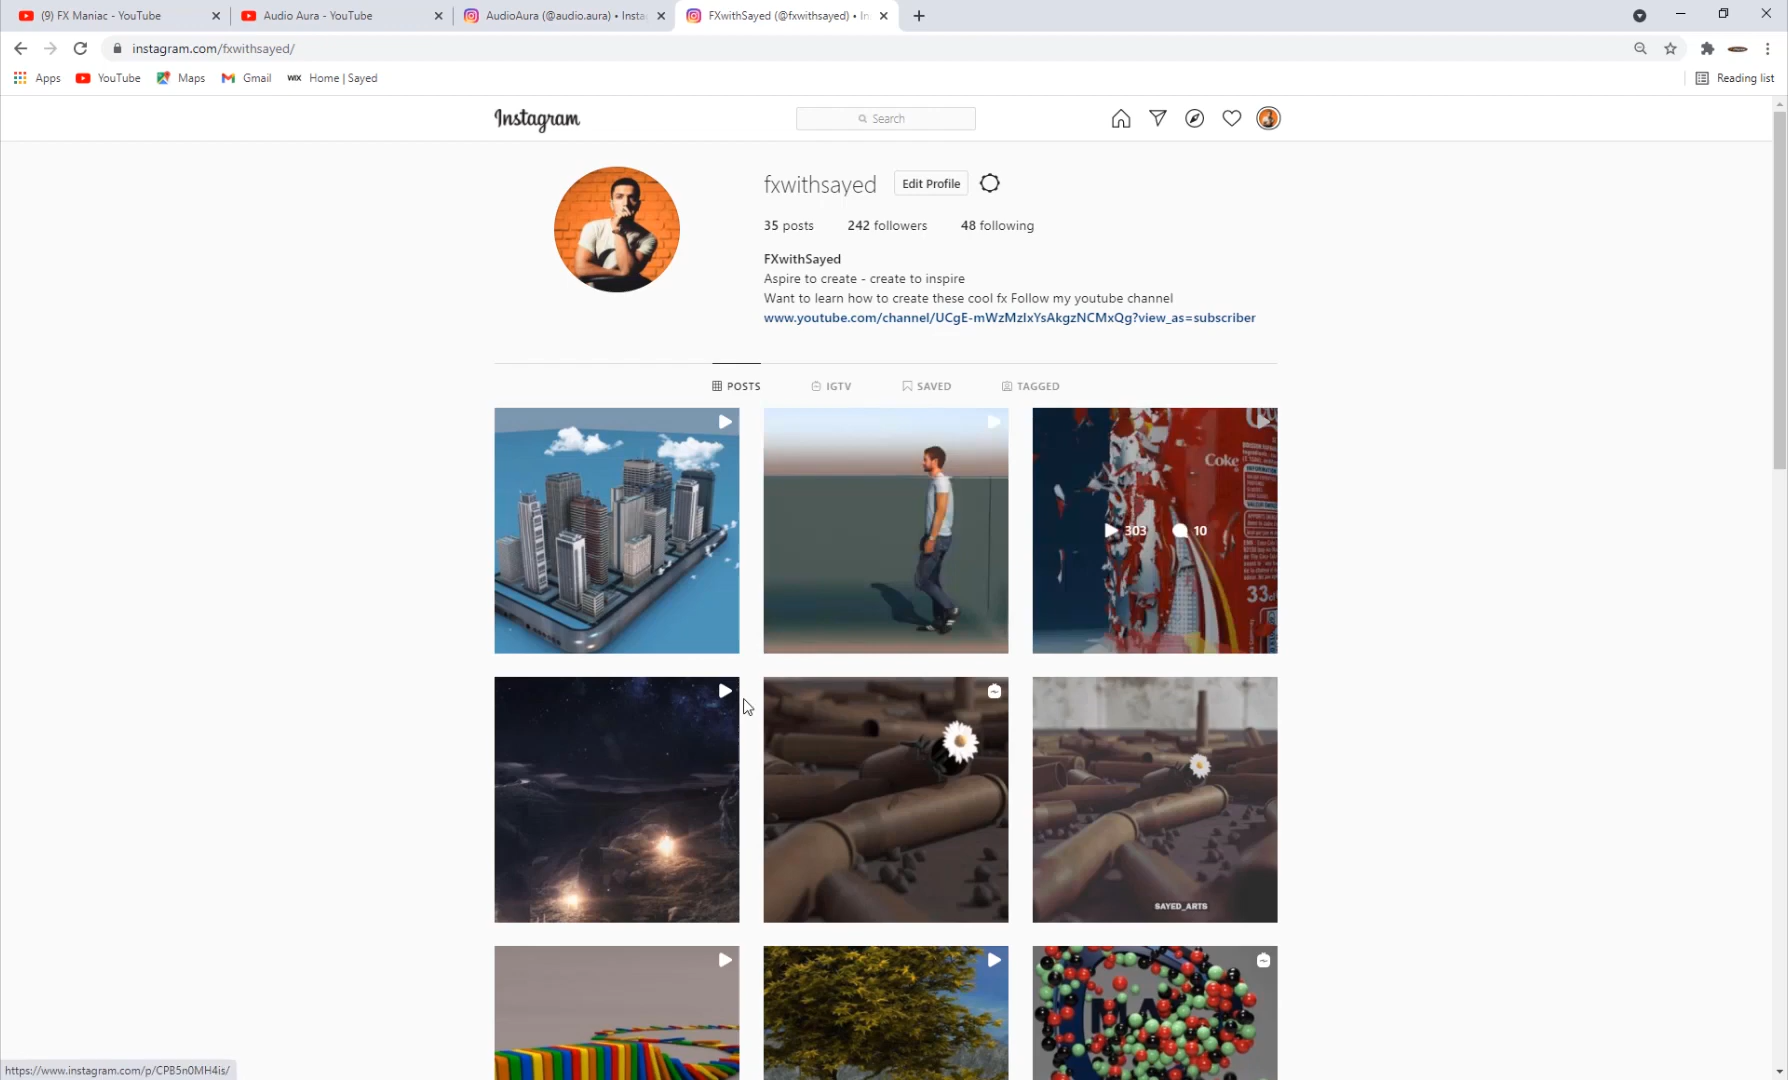 (9) FX Maniac - YouTube
Audio Aura - YouTube
AudioAura (@audio.aura) • Insta
FXwithSayed (@fxwithsayed) • In
instagram.com/fxwithsayed/
Apps
YouTube
Maps
Gmail
WIX
Home | Sayed
Reading list
Instagram
Search
fxwithsayed
Edit Profile
35 posts
242 followers
48 following
FXwithSayed
Aspire to create - create to inspire
Want to learn how to create these cool fx Follow my youtube channel
www.youtube.com/channel/UCgE-mWzMzIxYsAkgzNCMxQg?view_as=subscriber
POSTS
IGTV
SAVED
TAGGED
Coke
303
10
33cl
SAYED_ARTS
https://www.instagram.com/p/CPB5n0MH4is/